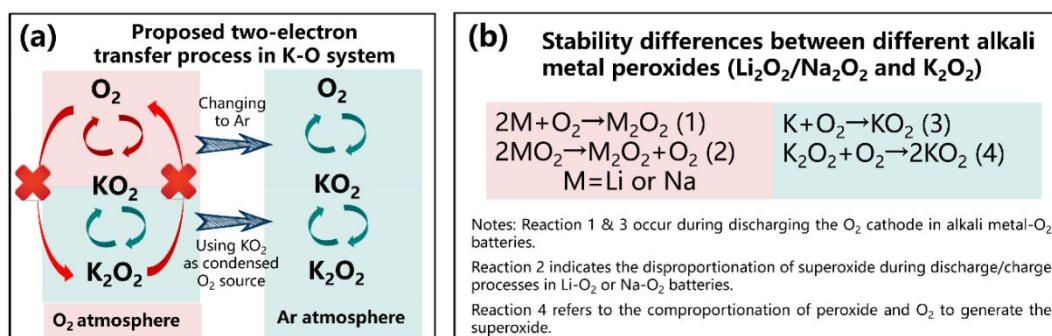 (a) Proposed two-electron
transfer process in K-O system
O₂
Changing
to Ar
O₂
KO₂
KO₂
Using KO₂
as condensed
O₂ source
K₂O₂
K₂O₂
O₂ atmosphere
Ar atmosphere
(b) Stability differences between different alkali
metal peroxides (Li₂O₂/Na₂O₂ and K₂O₂)
2M+O₂→M₂O₂ (1)
2MO₂→M₂O₂+O₂ (2)
M=Li or Na
K+O₂→KO₂ (3)
K₂O₂+O₂→2KO₂ (4)
Notes: Reaction 1 & 3 occur during discharging the O₂ cathode in alkali metal-O₂
batteries.
Reaction 2 indicates the disproportionation of superoxide during discharge/charge
processes in Li-O₂ or Na-O₂ batteries.
Reaction 4 refers to the comproportionation of peroxide and O₂ to generate the
superoxide.